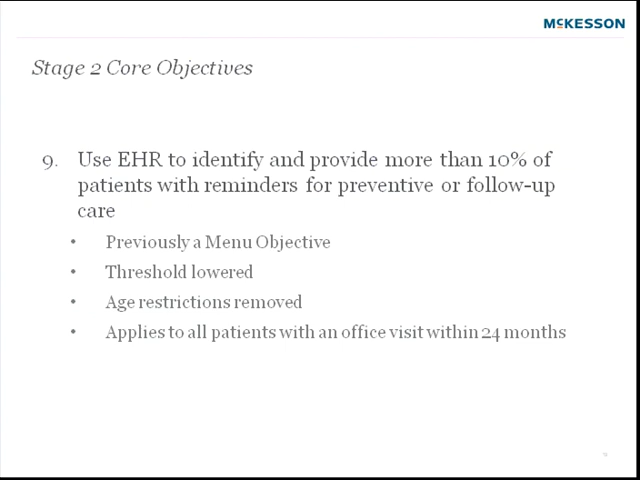 MCKESSON
Stage 2 Core Objectives
9. Use EHR to identify and provide more than 10% of
patients with reminders for preventive or follow-up
care
• Previously a Menu Objective
• Threshold lowered
• Age restrictions removed
• Applies to all patients with an office visit within 24 months